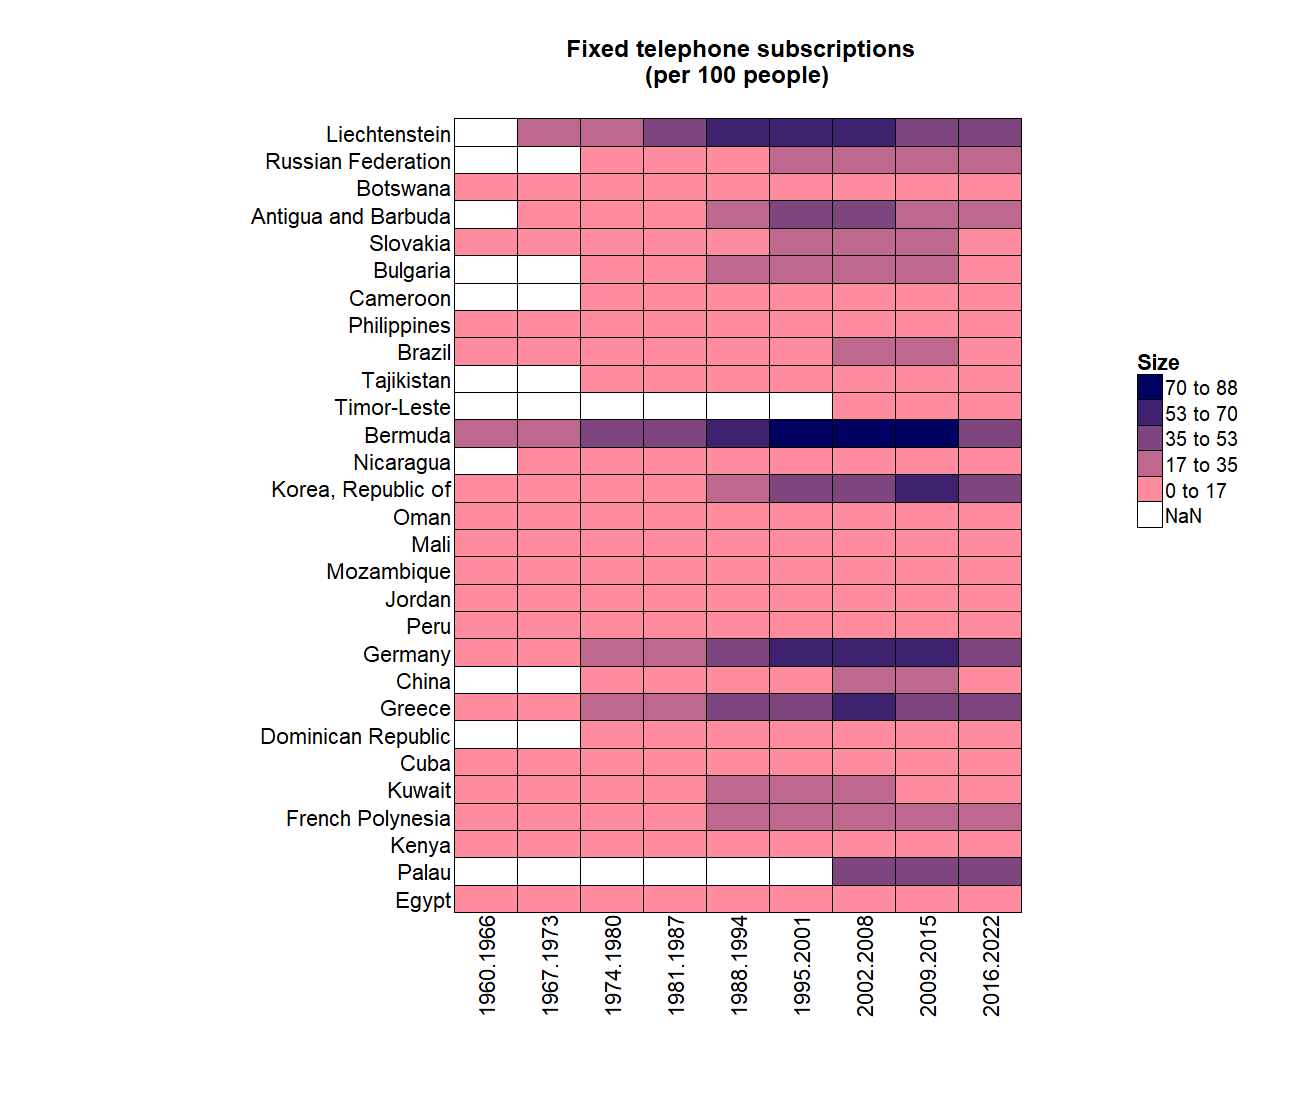 Fixed telephone subscriptions
(per 100 people)
Liechtenstein
Russian Federation
Botswana
Antigua and Barbuda
Slovakia
Bulgaria
Cameroon
Philippines
Brazil
Tajikistan
Timor-Leste
Bermuda
Nicaragua
Korea, Republic of
Oman
Mali
Mozambique
Jordan
Peru
Germany
China
Greece
Dominican Republic
Cuba
Kuwait
French Polynesia
Kenya
Palau
Egypt
1960.1966
1967.1973
1974.1980
1981.1987
1988.1994
1995.2001
2002.2008
2009.2015
2016.2022
Size
70 to 88
53 to 70
35 to 53
17 to 35
0 to 17
NaN